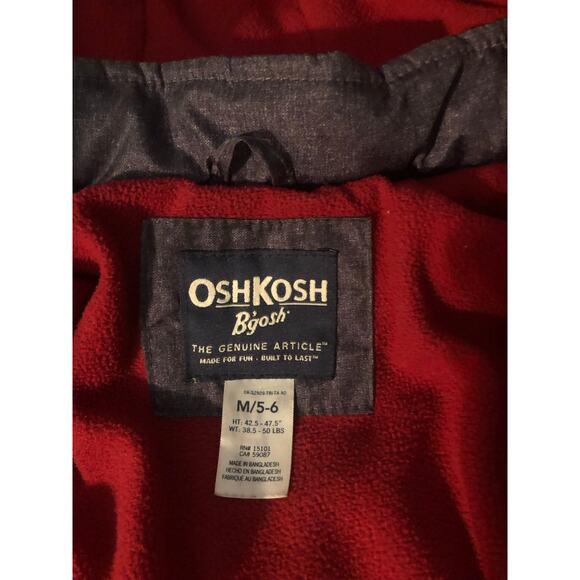 OSHKOSH
B'gosh
THE GENUINE ARTICLE™
MADE FOR FUN · BUILT TO LAST™
M/5-6
HT: 42.5 - 47.5"
WT: 38.5 - 50 LBS
RN# 15101
CA# 59087
MADE IN BANGLADESH
HECHO EN BANGLADESH
FABRIQUÉ AU BANGLADESH